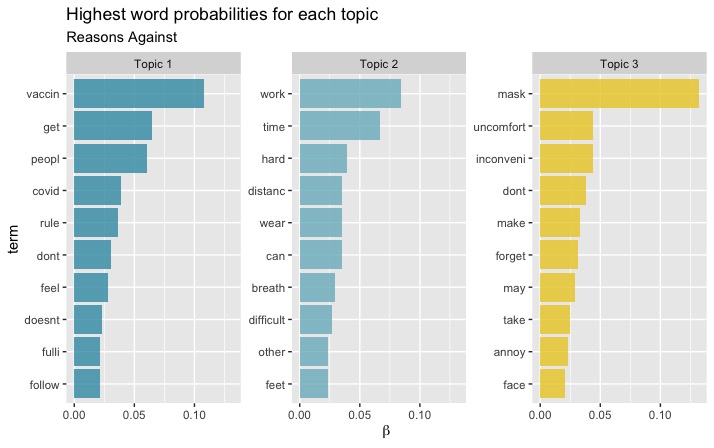 Highest word probabilities for each topic
Reasons Against
Topic 1 Topic 2 Topic 3
vaccin work mask
get time uncomfort
peopl hard inconveni
covid distanc dont
rule wear make
dont can forget
feel breath may
doesnt difficult take
fulli other annoy
follow feet face
term
0.00 0.05 0.10 0.00 0.05 0.10 0.00 0.05 0.10
β